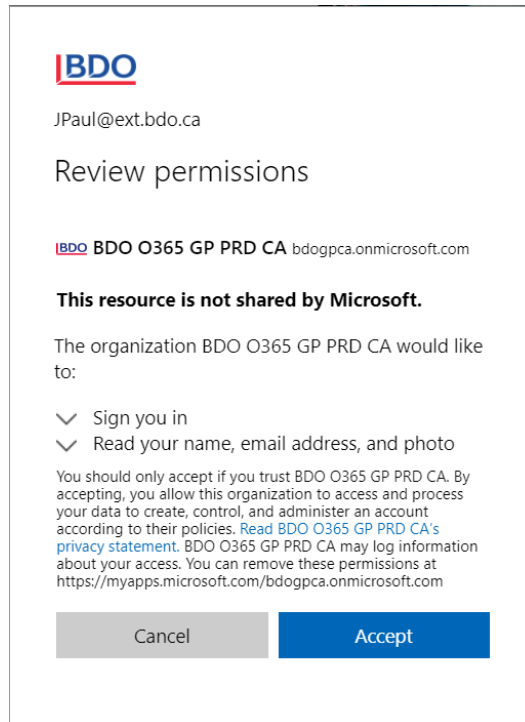 BDO
JPaul@ext.bdo.ca
Review permissions
BDO BDO O365 GP PRD CA bdogpca.onmicrosoft.com
This resource is not shared by Microsoft.
The organization BDO O365 GP PRD CA would like
to:
Sign you in
Read your name, email address, and photo
You should only accept if you trust BDO O365 GP PRD CA. By
accepting, you allow this organization to access and process
your data to create, control, and administer an account
according to their policies. Read BDO O365 GP PRD CA's
privacy statement. BDO O365 GP PRD CA may log information
about your access. You can remove these permissions at
https://myapps.microsoft.com/bdogpca.onmicrosoft.com
Cancel Accept